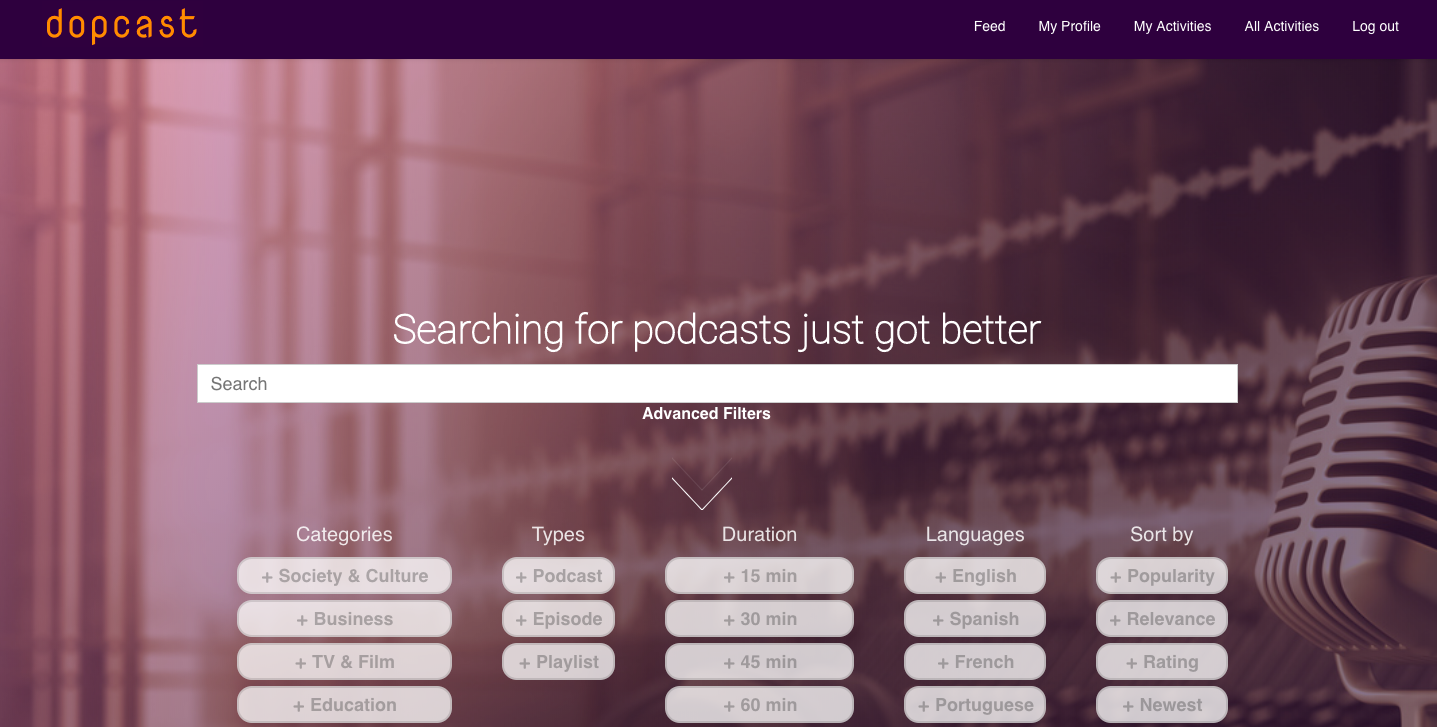 dopcast
Feed My Profile My Activities All Activities Log out
Searching for podcasts just got better
Search
Advanced Filters
Categories Types Duration Languages Sort by
+ Society & Culture + Podcast + 15 min + English + Popularity
+ Business + Episode + 30 min + Spanish + Relevance
+ TV & Film + Playlist + 45 min + French + Rating
+ Education + 60 min + Portuguese + Newest